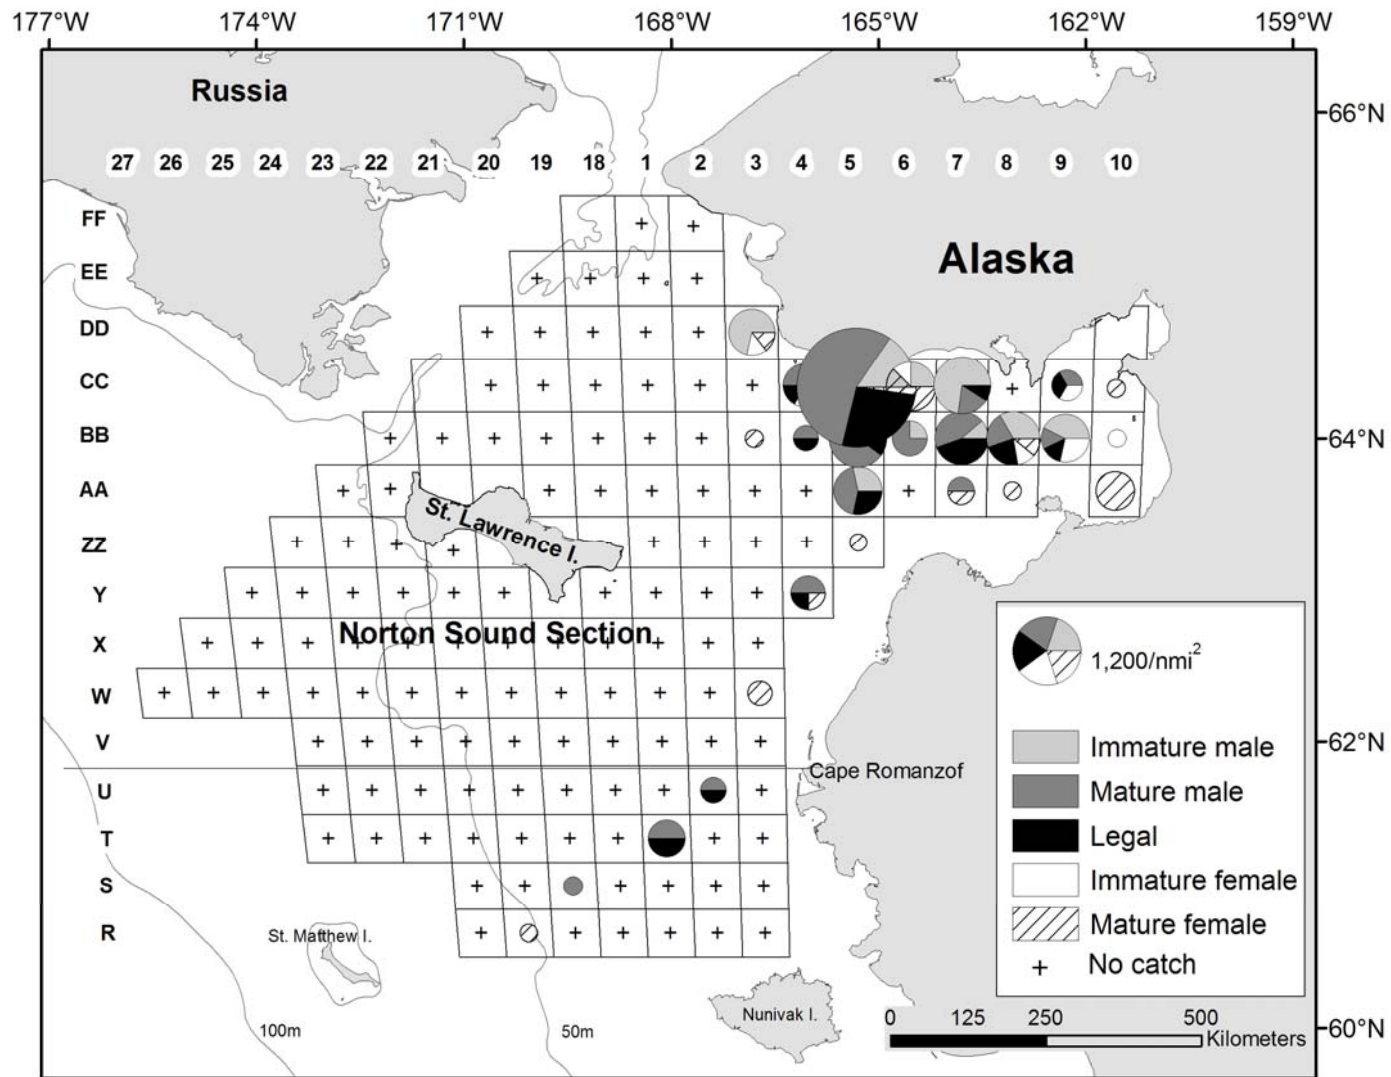 177°W 174°W 171°W 168°W 165°W 162°W 159°W
Russia
66°N
27 26 25 24 23 22 21 20 19 18 1 2 3 4 5 6 7 8 9 10
FF
Alaska
EE
DD
CC
BB
64°N
AA
St. Lawrence I.
ZZ
Y
Norton Sound Section
X
1,200/nmi²
W
V
62°N
Immature male
Cape Romanzof
U
Mature male
T
Legal
S
Immature female
R
Mature female
St. Matthew I.
No catch
Nunivak I.
0 125 250 500
Kilometers
100m
50m
60°N